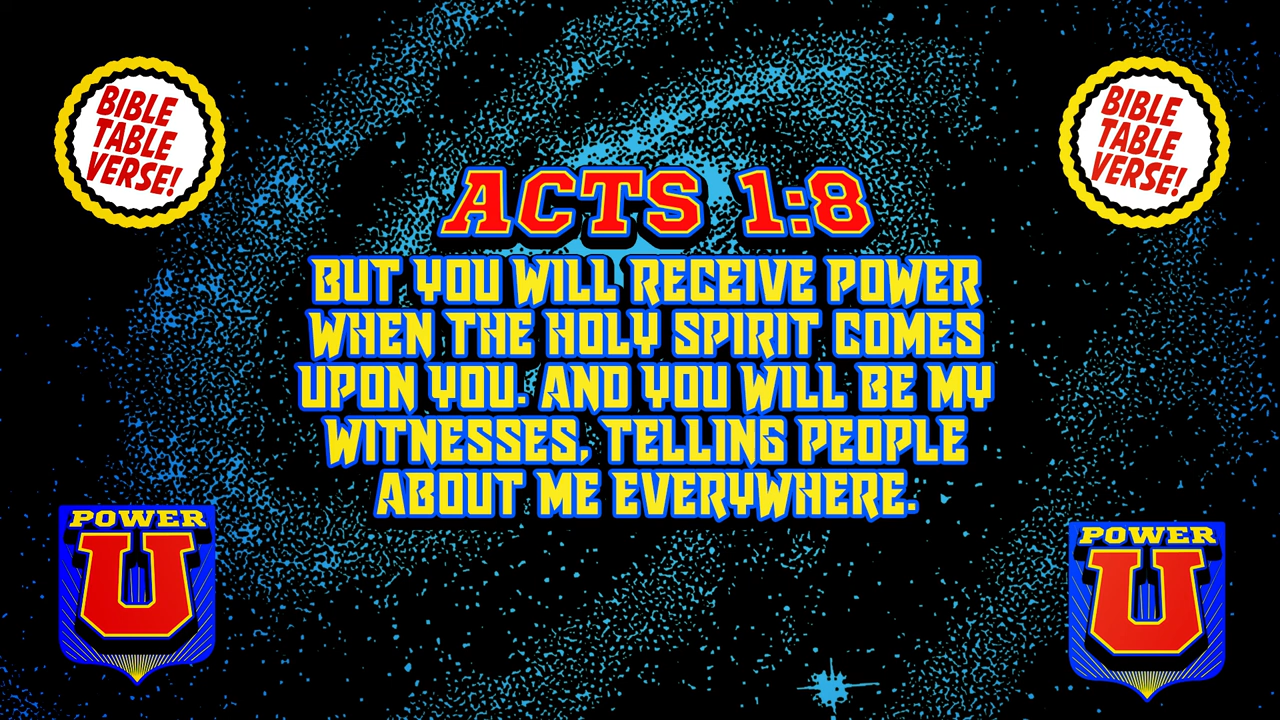 BIBLE
TABLE
VERSE!
BIBLE
TABLE
VERSE!
ACTS 1:8
BUT YOU WILL RECEIVE POWER
WHEN THE HOLY SPIRIT COMES
UPON YOU. AND YOU WILL BE MY
WITNESSES, TELLING PEOPLE
ABOUT ME EVERYWHERE.
POWER
U
POWER
U